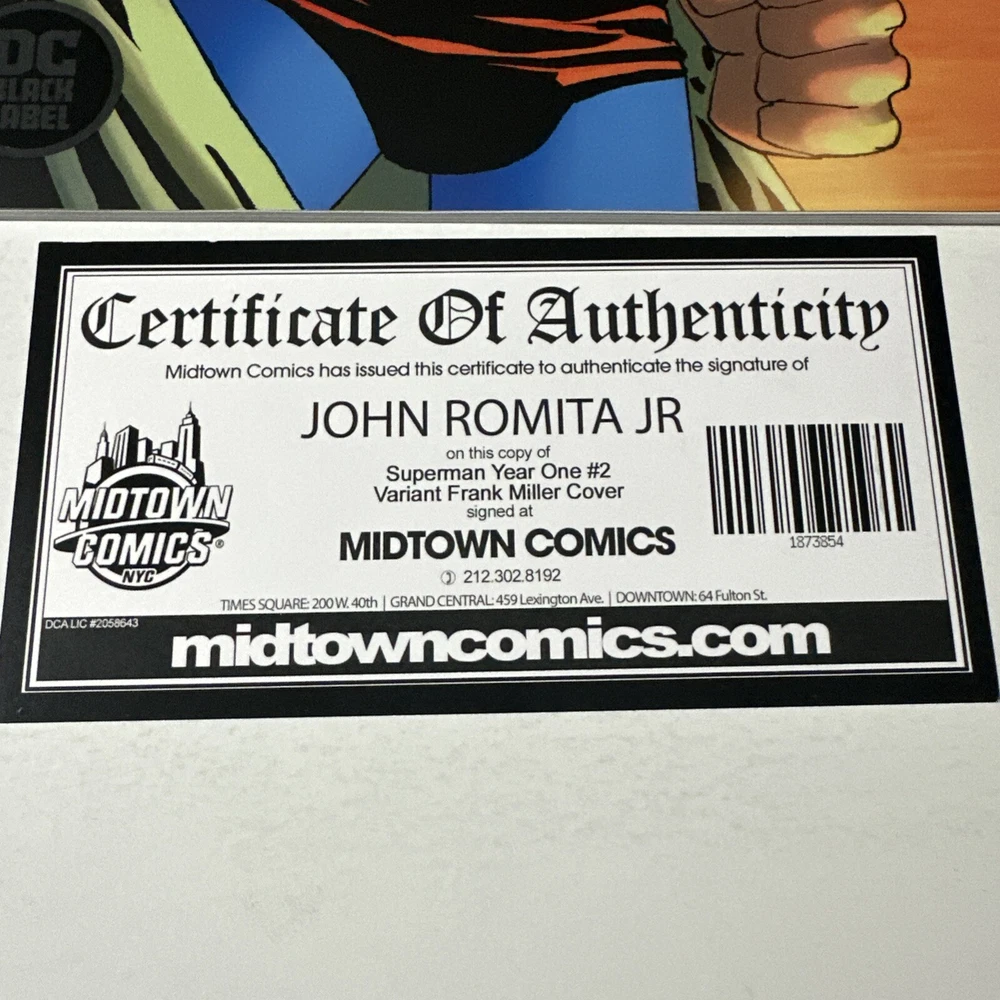 DC
BLACK
LABEL
Certificate Of Authenticity
Midtown Comics has issued this certificate to authenticate the signature of
JOHN ROMITA JR
on this copy of
Superman Year One #2
Variant Frank Miller Cover
signed at
MIDTOWN COMICS
212.302.8192
MIDTOWN
COMICS®
NYC
1873854
TIMES SQUARE: 200 W. 40th | GRAND CENTRAL: 459 Lexington Ave. | DOWNTOWN: 64 Fulton St.
DCA LIC #2058643
midtowncomics.com